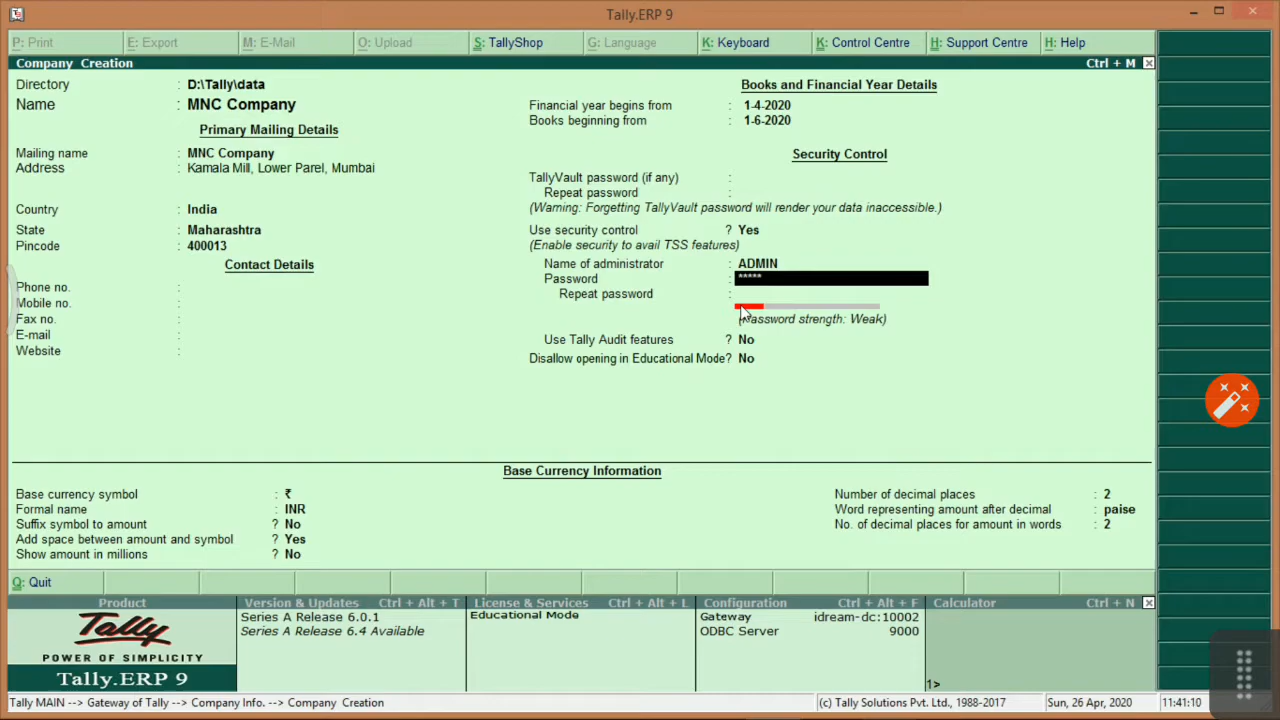 Tally.ERP 9
P: Print
E: Export
M: E-Mail
O: Upload
S: TallyShop
G: Language
K: Keyboard
K: Control Centre
H: Support Centre
H: Help
Company Creation
Ctrl + M
Directory : D:\Tally\data
Name : MNC Company
Primary Mailing Details
Mailing name : MNC Company
Address : Kamala Mill, Lower Parel, Mumbai
Country : India
State : Maharashtra
Pincode : 400013
Contact Details
Phone no. :
Mobile no. :
Fax no. :
E-mail :
Website :
Books and Financial Year Details
Financial year begins from : 1-4-2020
Books beginning from : 1-6-2020
Security Control
TallyVault password (if any) :
Repeat password :
(Warning: Forgetting TallyVault password will render your data inaccessible.)
Use security control ? Yes
(Enable security to avail TSS features)
Name of administrator : ADMIN
Password : *****
Repeat password :
(Password strength: Weak)
Use Tally Audit features ? No
Disallow opening in Educational Mode? No
Base Currency Information
Base currency symbol : ₹
Formal name : INR
Suffix symbol to amount ? No
Add space between amount and symbol ? Yes
Show amount in millions ? No
Number of decimal places : 2
Word representing amount after decimal : paise
No. of decimal places for amount in words : 2
Q: Quit
Product
Tally
POWER OF SIMPLICITY
Tally.ERP 9
Version & Updates Ctrl + Alt + T
Series A Release 6.0.1
Series A Release 6.4 Available
License & Services Ctrl + Alt + L
Educational Mode
Configuration Ctrl + Alt + F
Gateway idream-dc:10002
ODBC Server 9000
Calculator Ctrl + N
1>
Tally MAIN --> Gateway of Tally --> Company Info. --> Company Creation
(c) Tally Solutions Pvt. Ltd., 1988-2017
Sun, 26 Apr, 2020
11:41:10